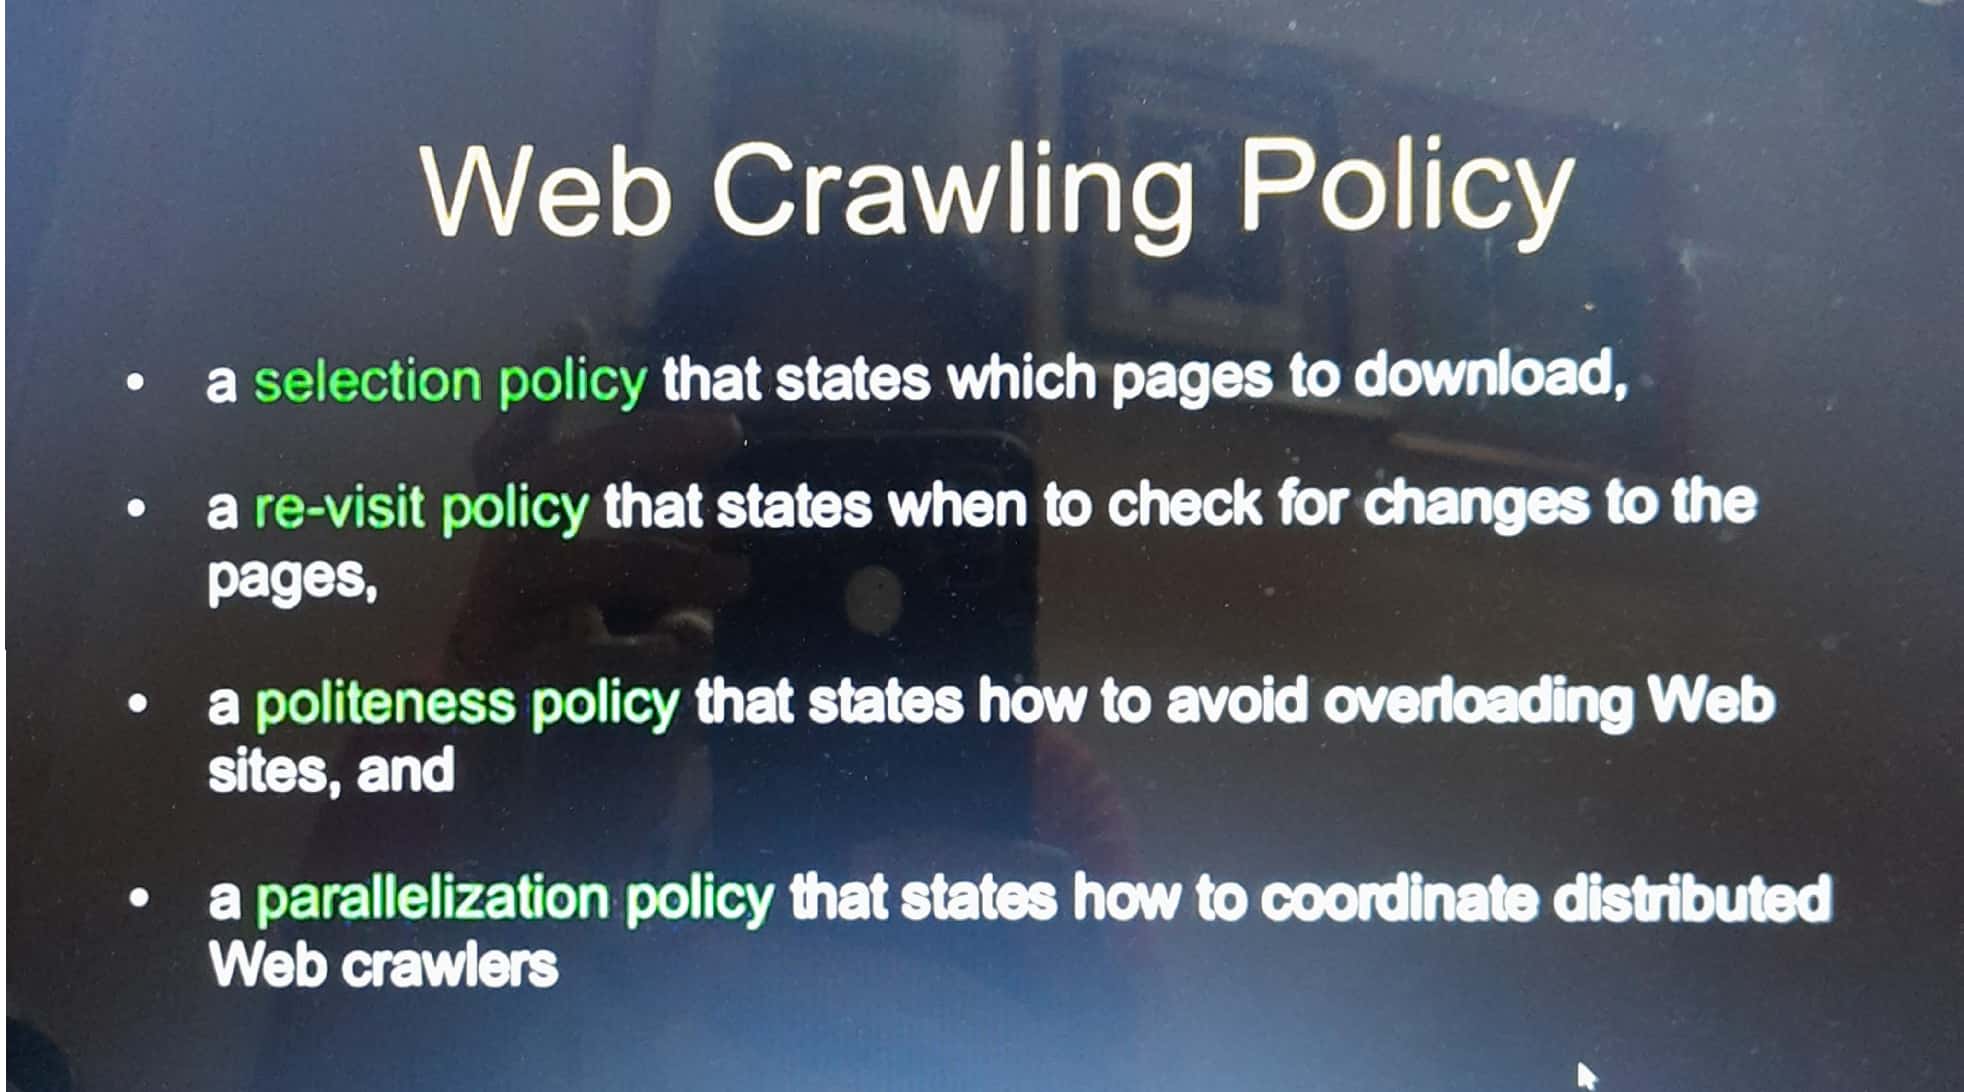 Web Crawling Policy
• a selection policy that states which pages to download,
• a re-visit policy that states when to check for changes to the
pages,
• a politeness policy that states how to avoid overloading Web
sites, and
• a parallelization policy that states how to coordinate distributed
Web crawlers